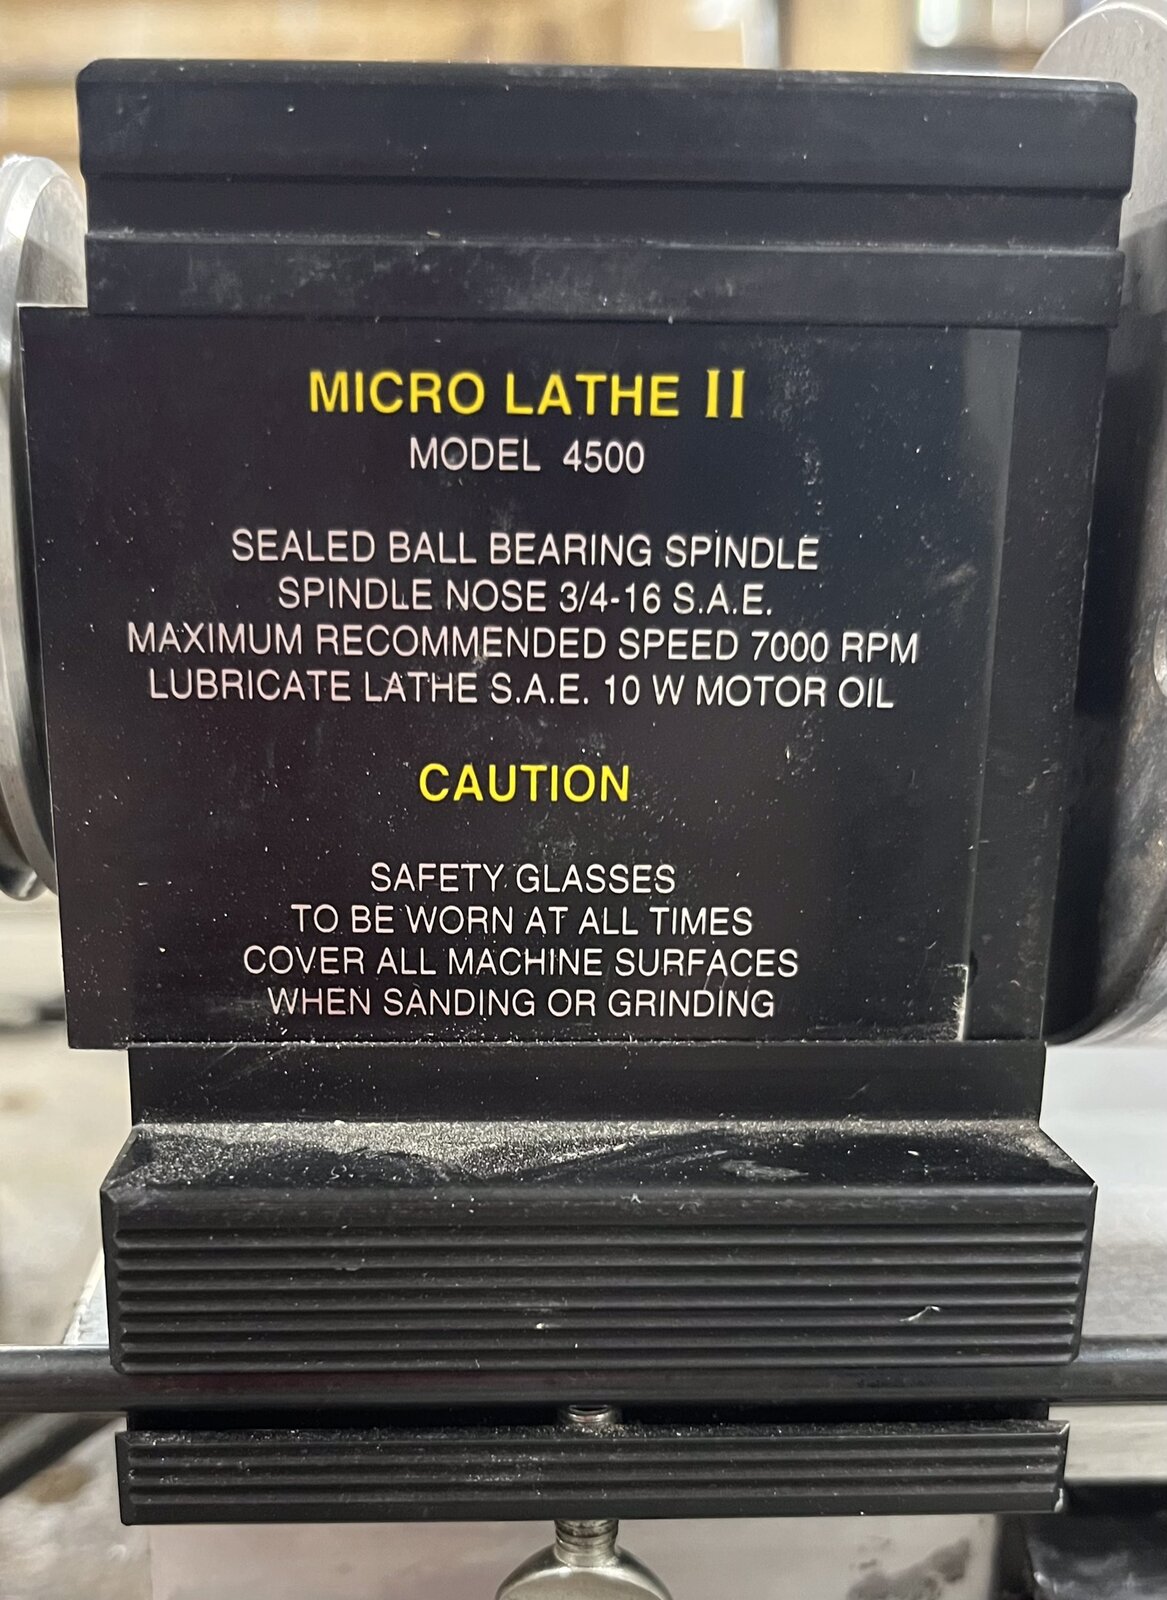 MICRO LATHE II
MODEL 4500
SEALED BALL BEARING SPINDLE
SPINDLE NOSE 3/4-16 S.A.E.
MAXIMUM RECOMMENDED SPEED 7000 RPM
LUBRICATE LATHE S.A.E. 10 W MOTOR OIL
CAUTION
SAFETY GLASSES
TO BE WORN AT ALL TIMES
COVER ALL MACHINE SURFACES
WHEN SANDING OR GRINDING